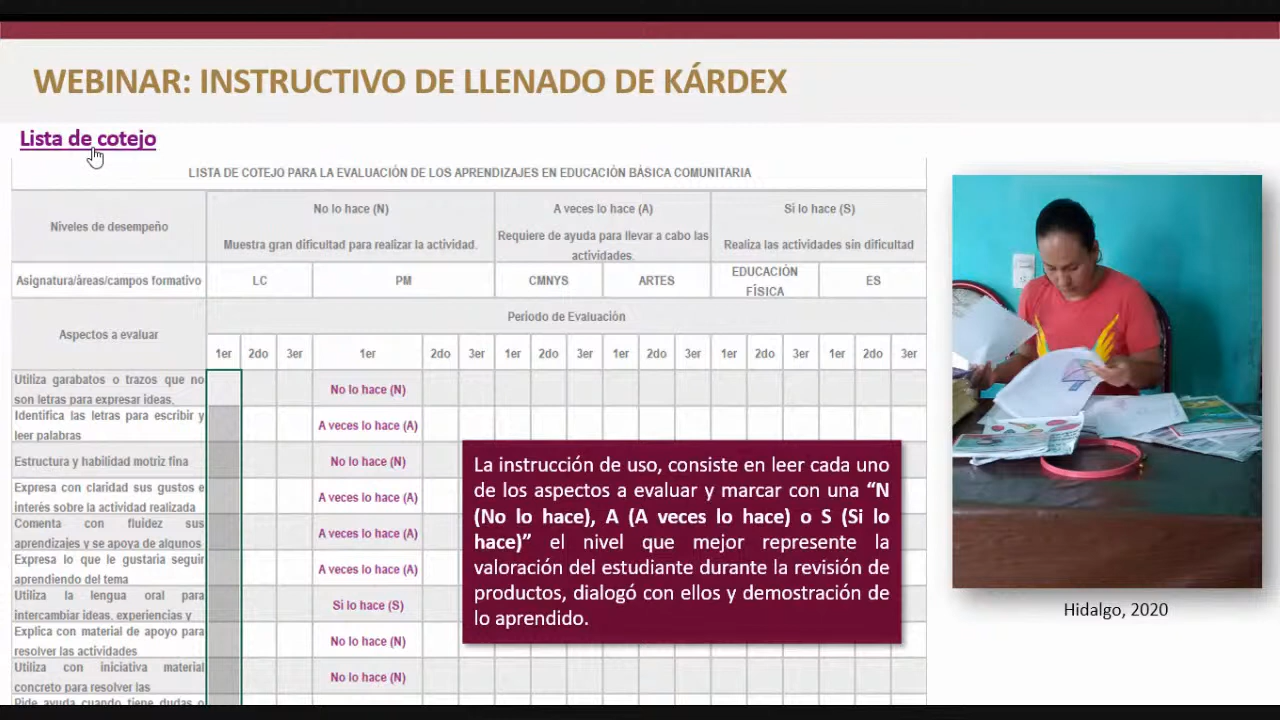 WEBINAR: INSTRUCTIVO DE LLENADO DE KÁRDEX
Lista de cotejo
LISTA DE COTEJO PARA LA EVALUACIÓN DE LOS APRENDIZAJES EN EDUCACIÓN BÁSICA COMUNITARIA
Niveles de desempeño
No lo hace (N)
Muestra gran dificultad para realizar la actividad.
A veces lo hace (A)
Requiere de ayuda para llevar a cabo las
actividades.
Si lo hace (S)
Realiza las actividades sin dificultad
Asignatura/áreas/campos formativo
LC
PM
CMNYS
ARTES
EDUCACIÓN
FÍSICA
ES
Aspectos a evaluar
Periodo de Evaluación
1er 2do 3er 1er 2do 3er 1er 2do 3er 1er 2do 3er 1er 2do 3er 1er 2do 3er
Utiliza garabatos o trazos que no
son letras para expresar ideas.
No lo hace (N)
Identifica las letras para escribir y
leer palabras
A veces lo hace (A)
Estructura y habilidad motriz fina
No lo hace (N)
Expresa con claridad sus gustos e
interés sobre la actividad realizada
A veces lo hace (A)
Comenta con fluidez sus
aprendizajes y se apoya de algunos
A veces lo hace (A)
Expresa lo que le gustaria seguir
aprendiendo del tema
A veces lo hace (A)
Utiliza la lengua oral para
intercambiar ideas, experiencias y
Si lo hace (S)
Explica con material de apoyo para
resolver las actividades
No lo hace (N)
Utiliza con iniciativa material
concreto para resolver las
No lo hace (N)
Pide ayuda cuando tiene dudas o
La instrucción de uso, consiste en leer cada uno
de los aspectos a evaluar y marcar con una “N
(No lo hace), A (A veces lo hace) o S (Si lo
hace)” el nivel que mejor represente la
valoración del estudiante durante la revisión de
productos, dialogó con ellos y demostración de
lo aprendido.
Hidalgo, 2020